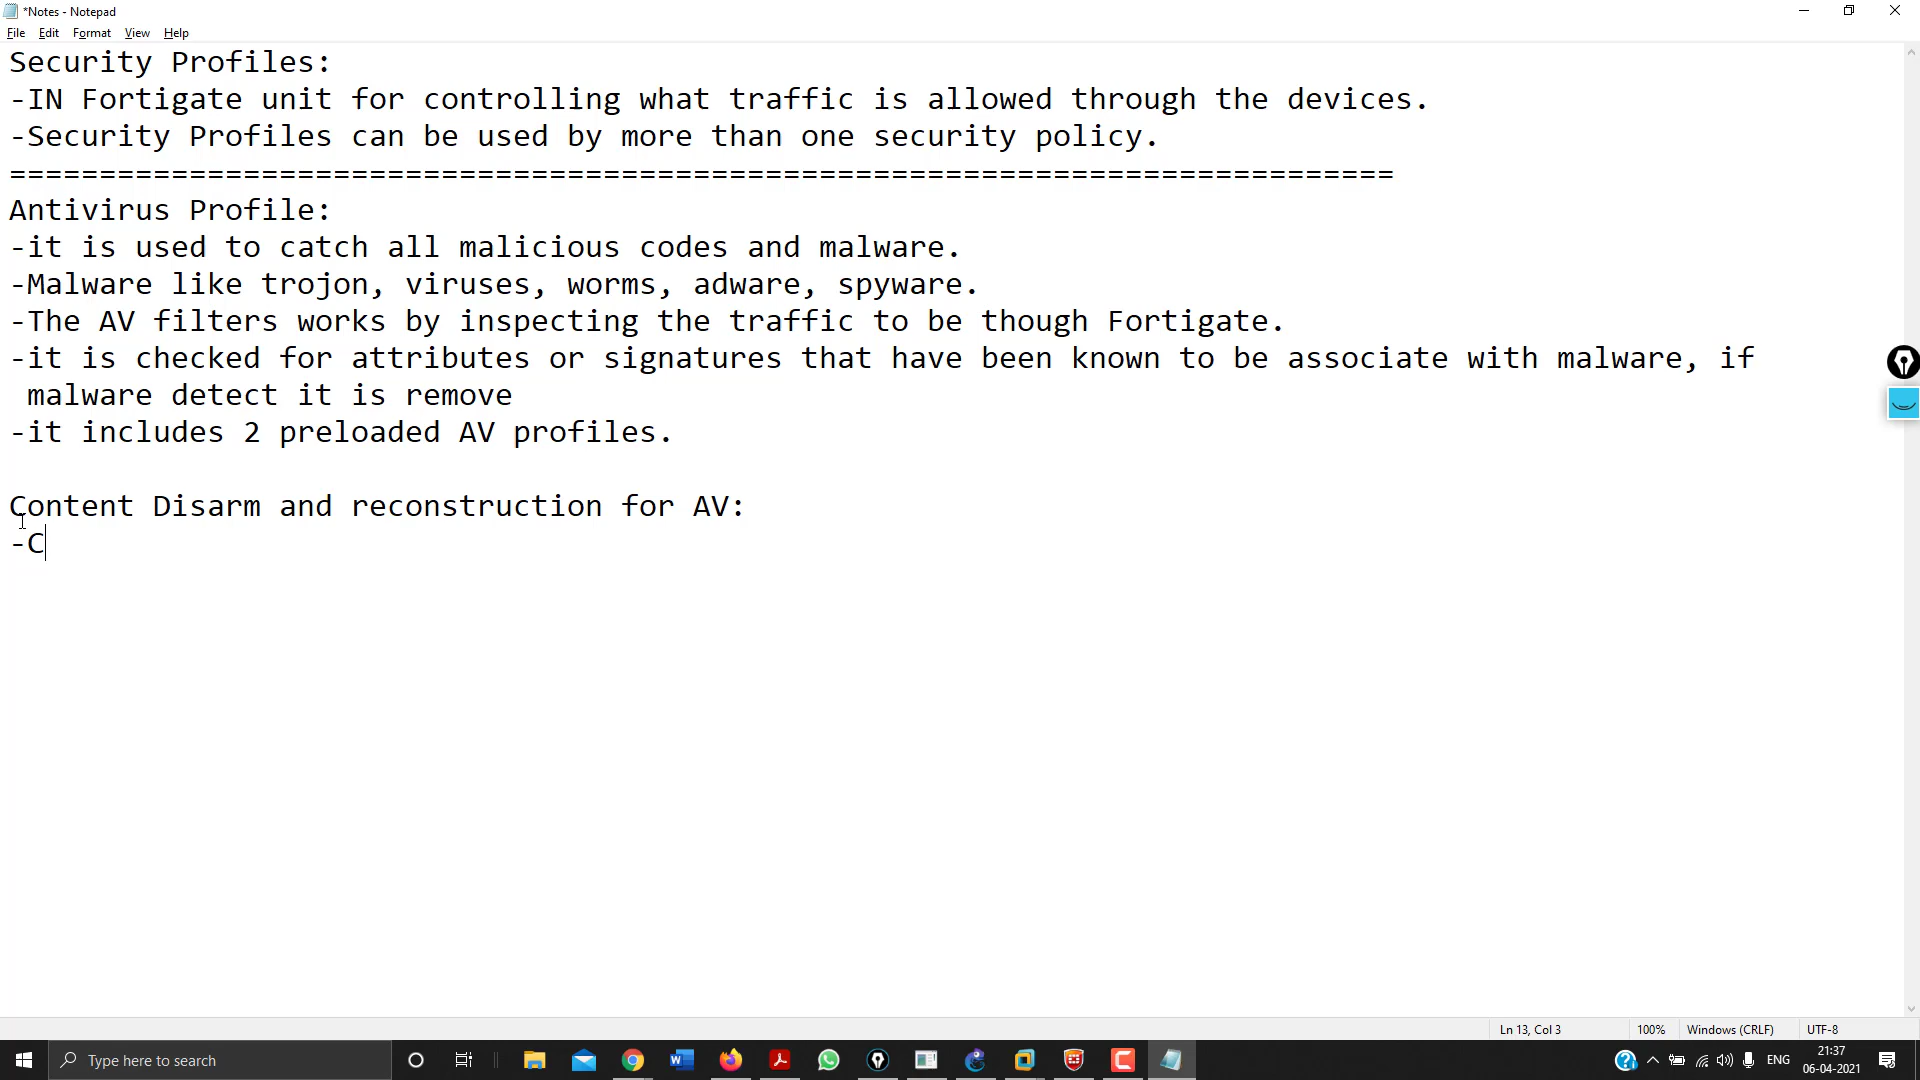 *Notes - Notepad
File Edit Format View Help
Security Profiles:
-IN Fortigate unit for controlling what traffic is allowed through the devices.
-Security Profiles can be used by more than one security policy.
=============================================================================
Antivirus Profile:
-it is used to catch all malicious codes and malware.
-Malware like trojon, viruses, worms, adware, spyware.
-The AV filters works by inspecting the traffic to be though Fortigate.
-it is checked for attributes or signatures that have been known to be associate with malware, if
malware detect it is remove
-it includes 2 preloaded AV profiles.
Content Disarm and reconstruction for AV:
-C
Ln 13, Col 3 100% Windows (CRLF) UTF-8
Type here to search
ENG
21:37
06-04-2021